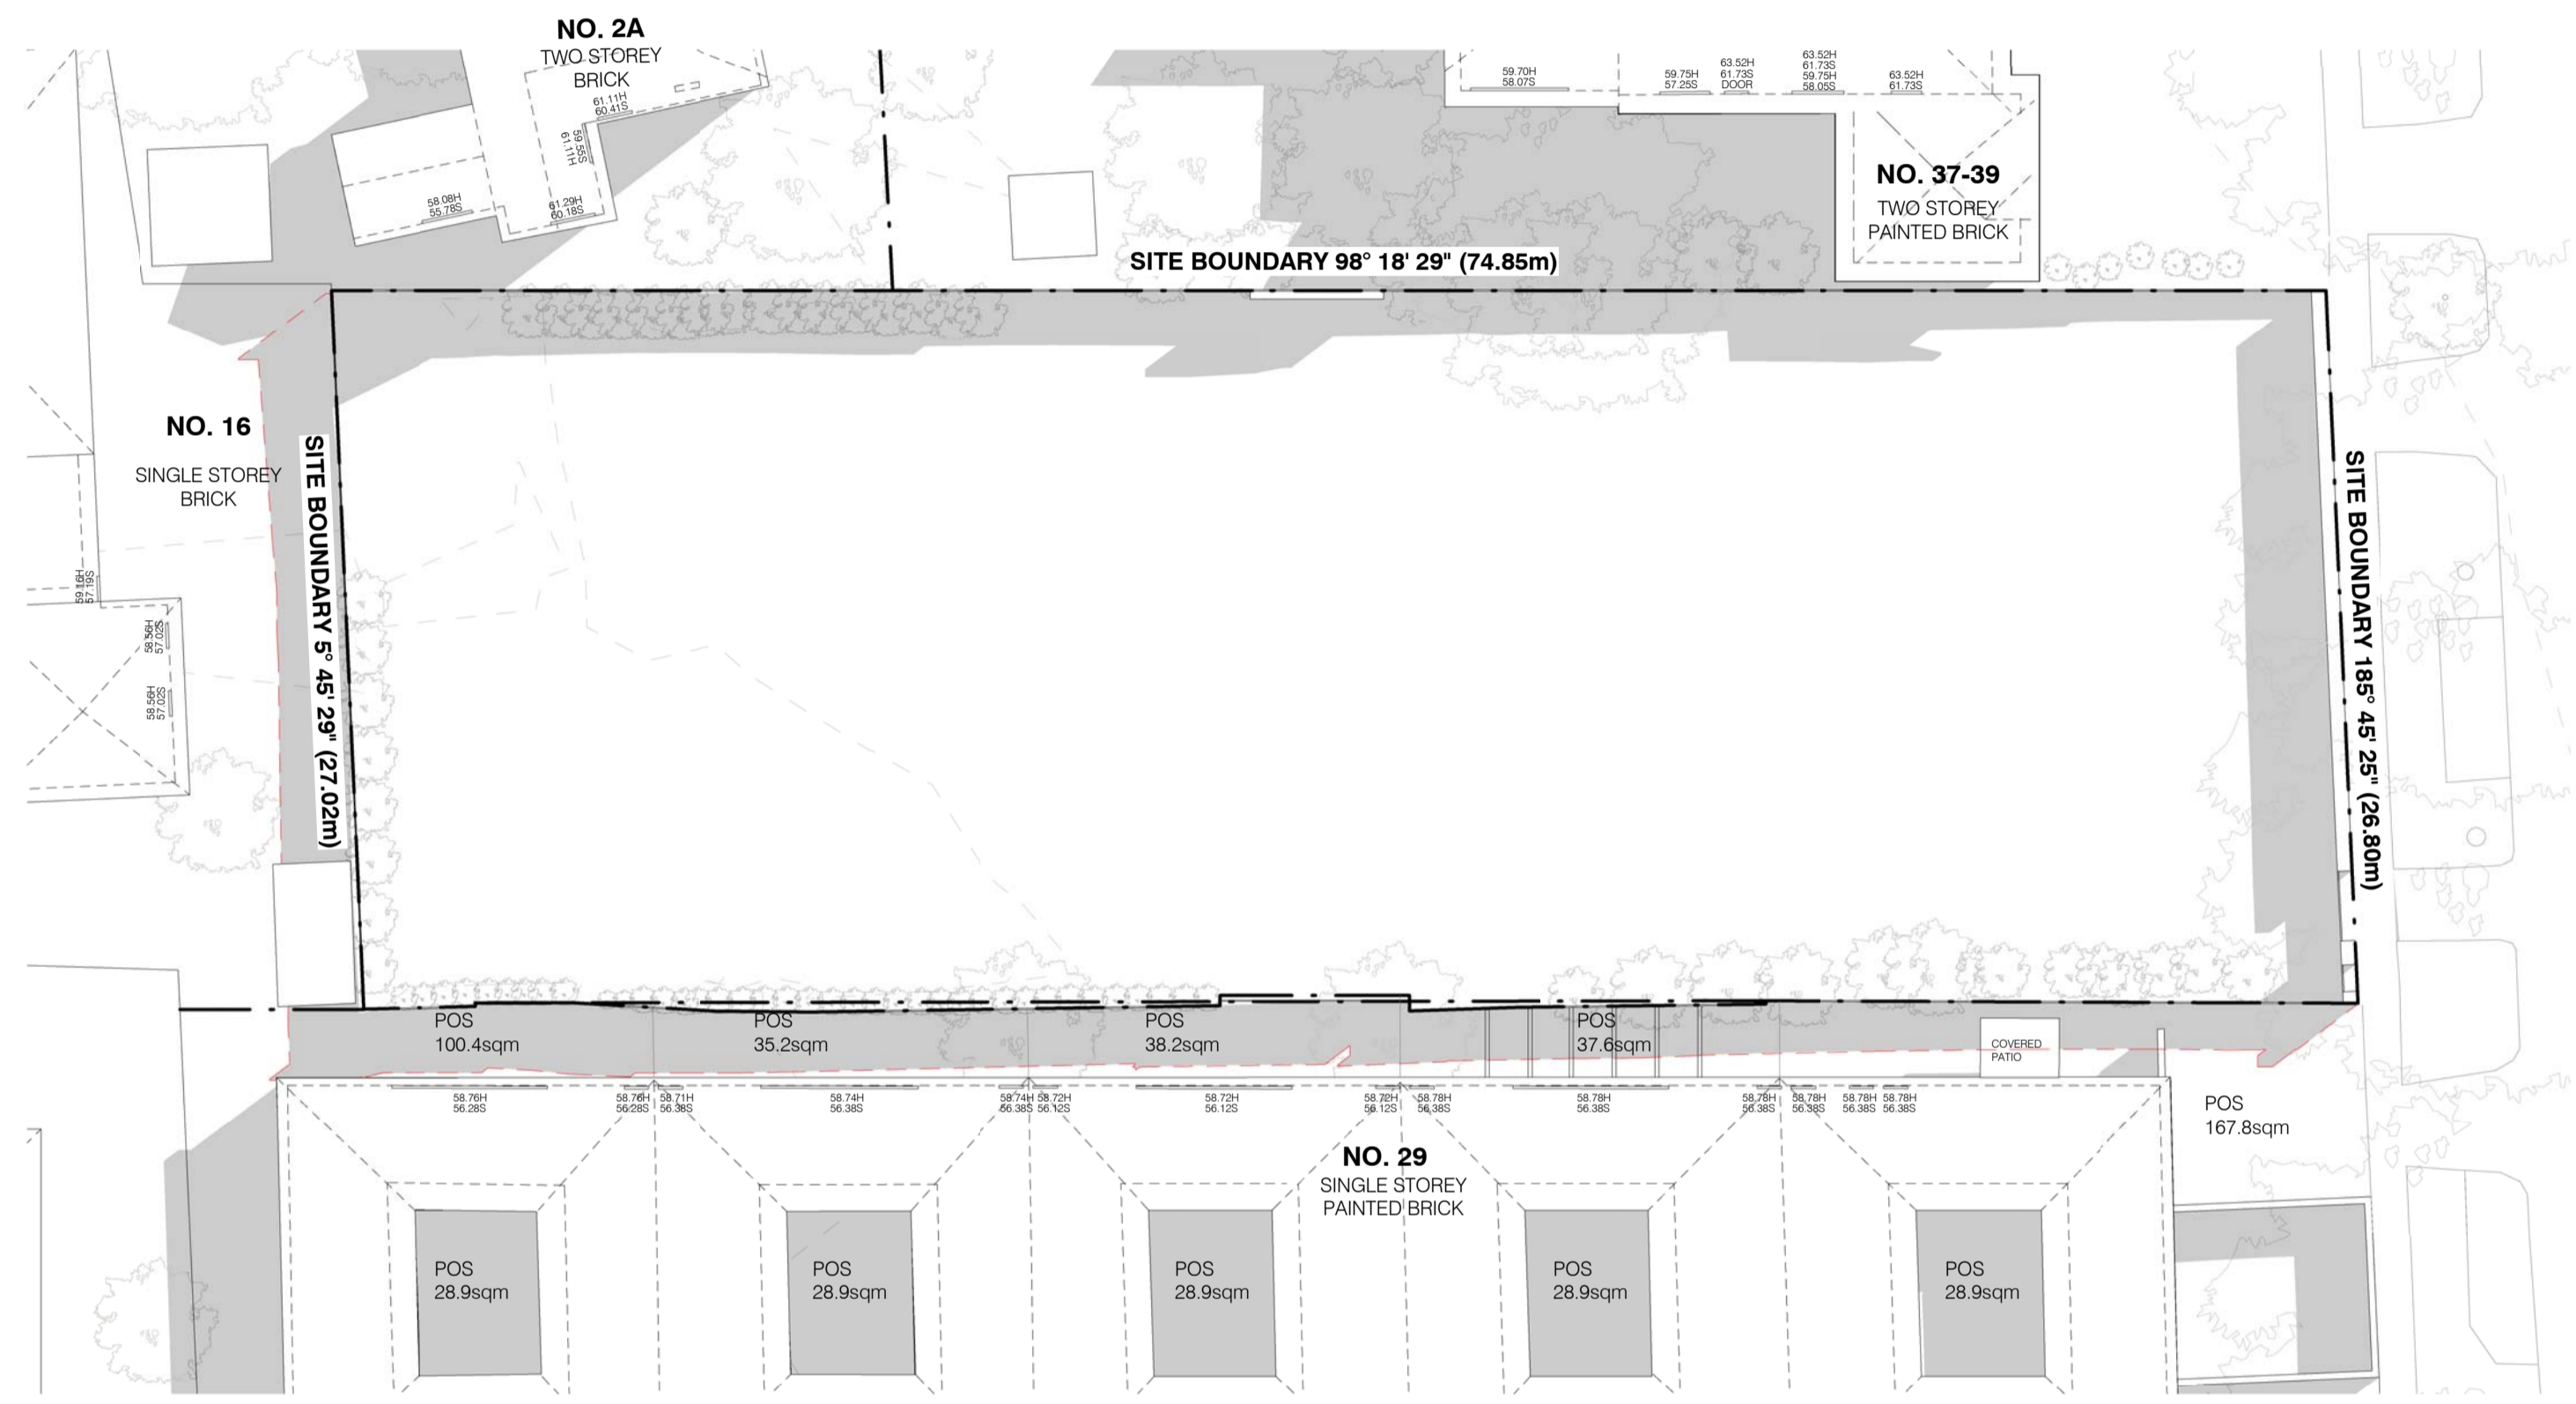 NO. 2A
TWO STOREY
BRICK
61.11H
60.41S
59.55S
61.11H
58.08H
55.78S
61.29H
60.18S
59.70H
58.07S
59.75H
57.25S
63.52H
61.73S
DOOR
63.52H
61.73S
59.75H
58.05S
63.52H
61.73S
NO. 37-39
TWO STOREY
PAINTED BRICK
SITE BOUNDARY 98° 18' 29" (74.85m)
NO. 16
SINGLE STOREY
BRICK
SITE BOUNDARY 5° 45' 29" (27.02m)
SITE BOUNDARY 185° 45' 25" (26.80m)
59.16H
57.19S
58.56H
57.02S
58.56H
57.02S
POS
100.4sqm
POS
35.2sqm
POS
38.2sqm
POS
37.6sqm
COVERED
PATIO
58.76H
56.28S
58.76H
56.28S
58.71H
56.38S
58.74H
56.38S
58.74H
56.38S
58.72H
56.12S
58.72H
56.12S
58.72H
56.12S
58.78H
56.38S
58.78H
56.38S
58.78H
56.38S
58.78H
56.38S
58.78H
56.38S
58.78H
56.38S
POS
167.8sqm
NO. 29
SINGLE STOREY
PAINTED BRICK
POS
28.9sqm
POS
28.9sqm
POS
28.9sqm
POS
28.9sqm
POS
28.9sqm